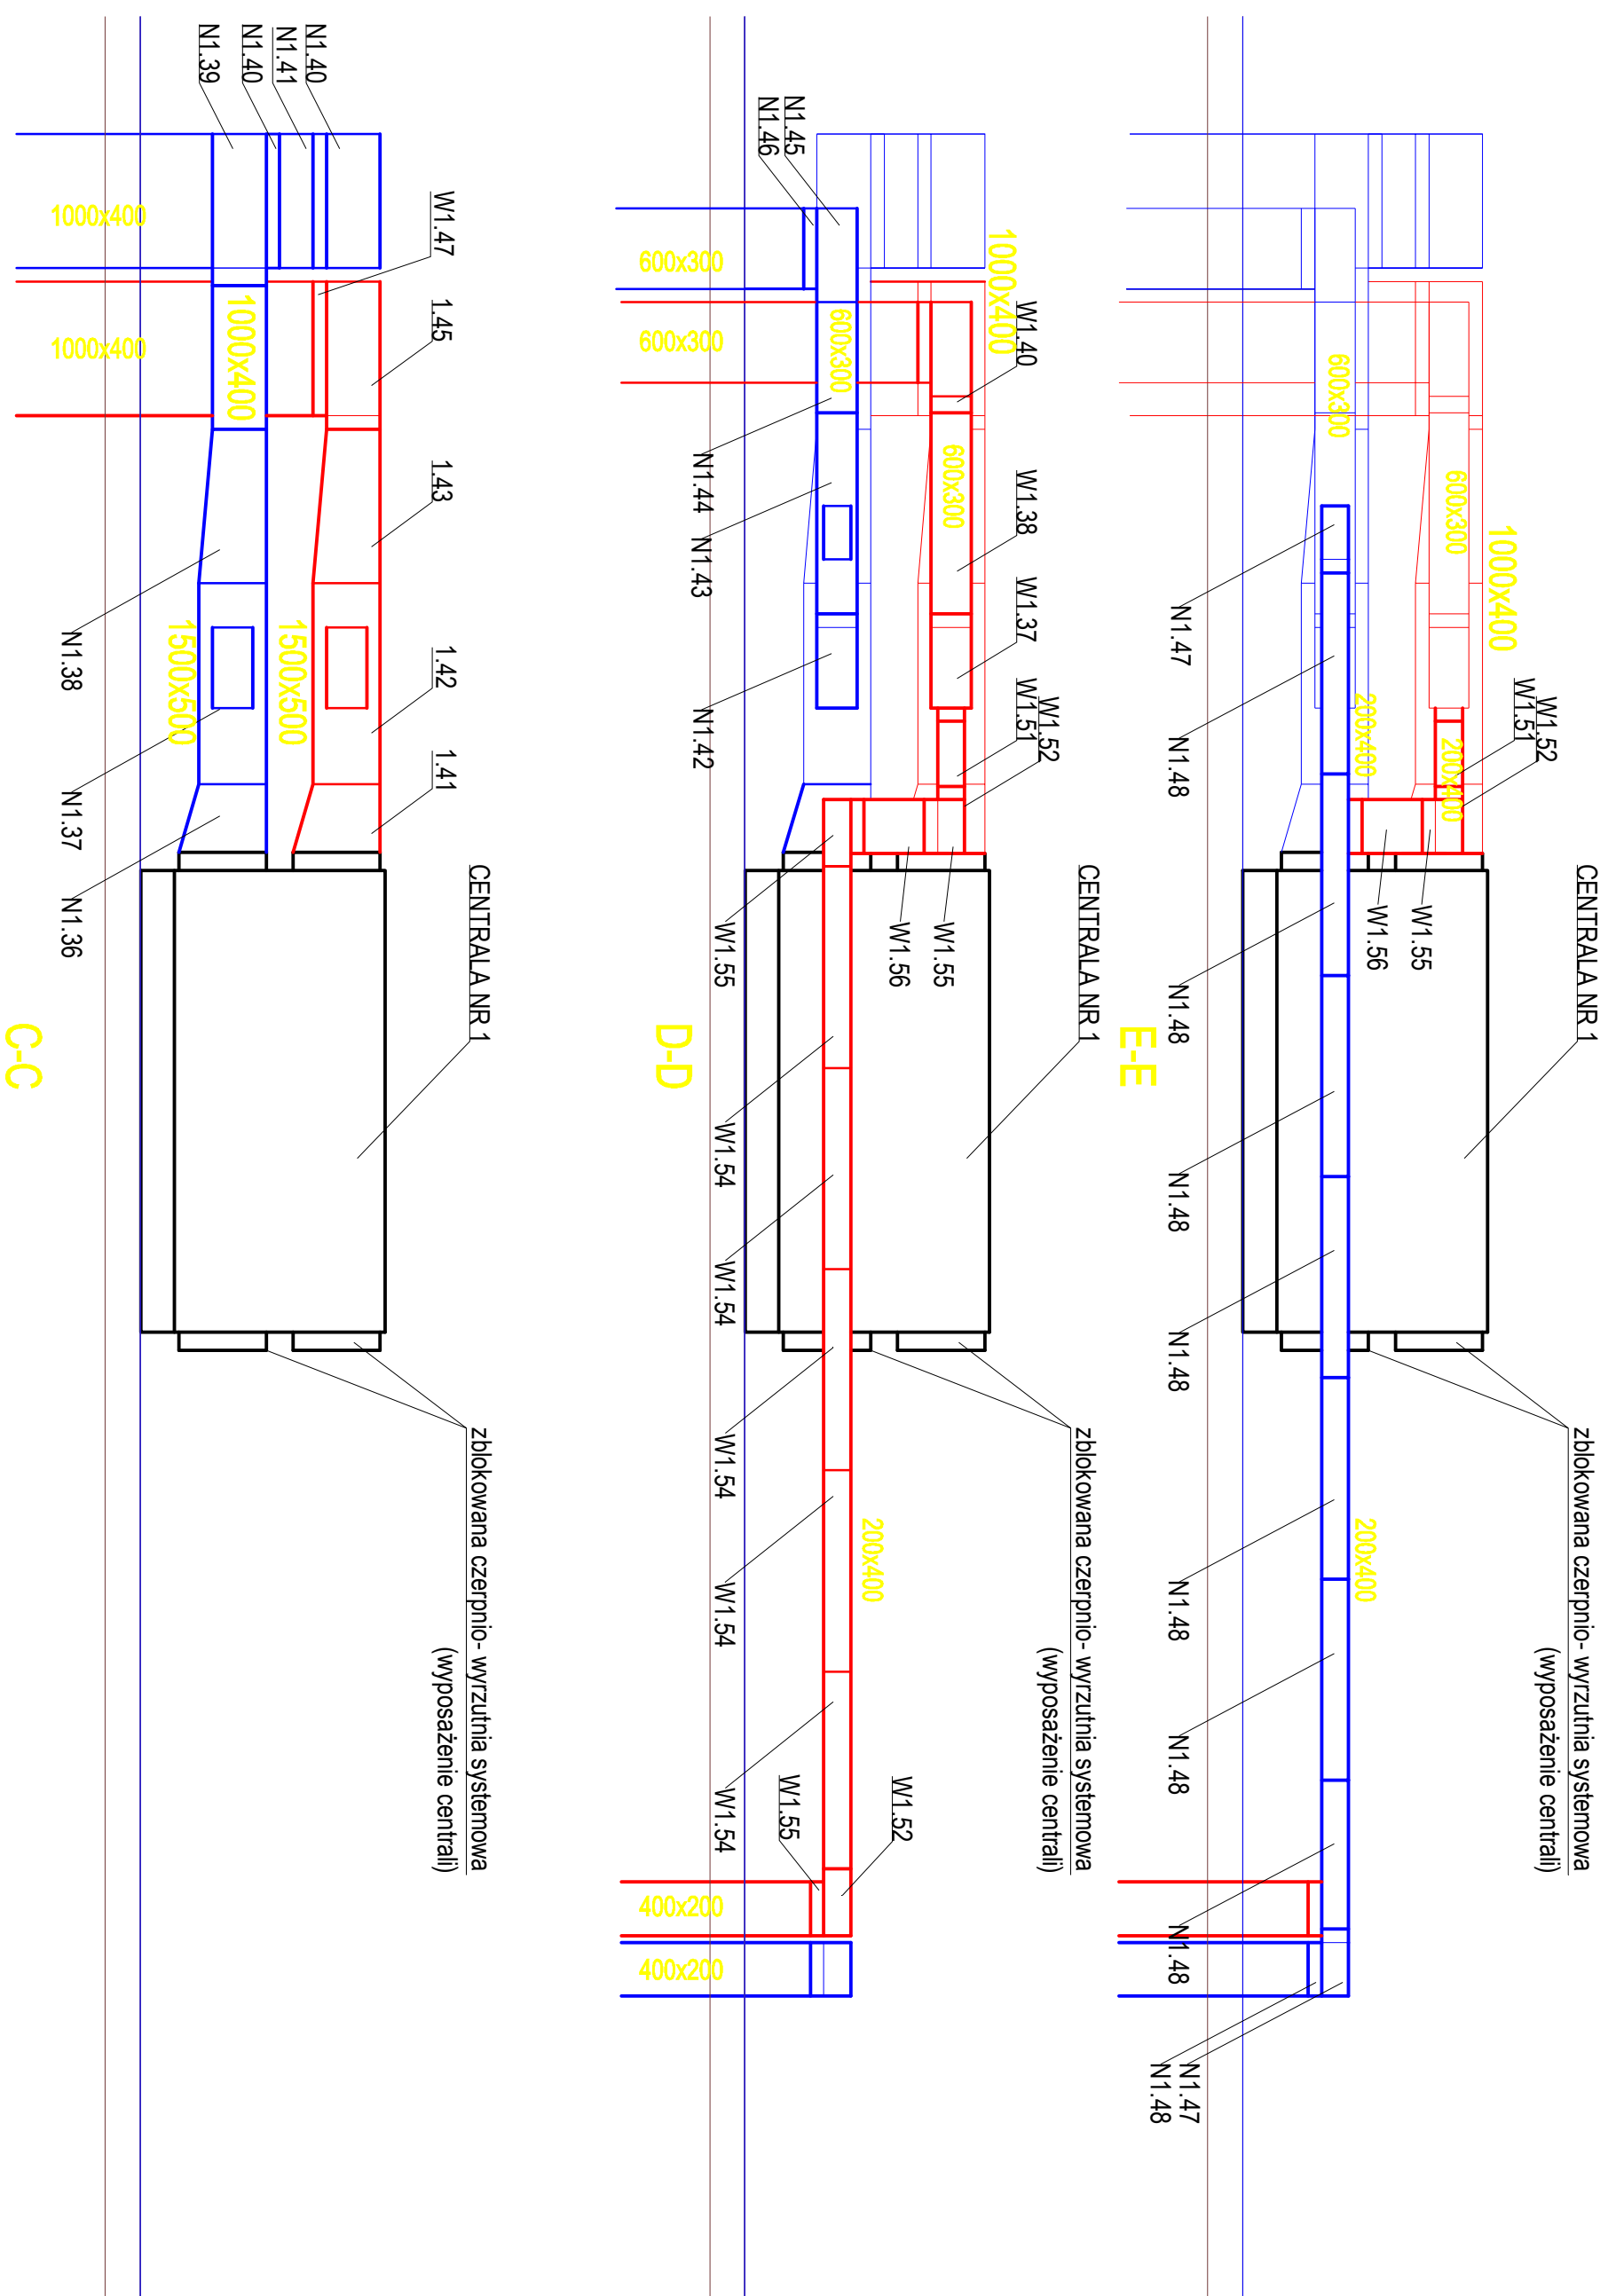 CENTRALA NR 1
zblokowana czerpnio- wyrzutnia systemowa
(wyposażenie centrali)
1000x400
600x300
600x300
200x400
200x400
W1.52
W1.51
W1.55
W1.56
200x400
N1.47
N1.48
N1.48
N1.48
N1.48
N1.48
N1.48
N1.48
N1.47
N1.48
E-E
CENTRALA NR 1
zblokowana czerpnio- wyrzutnia systemowa
(wyposażenie centrali)
N1.45
N1.46
1000x400
W1.40
W1.38
W1.37
W1.52
W1.51
600x300
600x300
W1.55
W1.56
200x400
W1.52
W1.55
600x300
600x300
N1.44
N1.43
N1.42
W1.55
W1.54
W1.54
W1.54
W1.54
W1.54
400x200
400x200
D-D
CENTRALA NR 1
zblokowana czerpnio- wyrzutnia systemowa
(wyposażenie centrali)
N1.40
N1.41
N1.40
N1.39
W1.47
1.45
1.43
1.42
1.41
1000x400
1500x500
1500x500
1000x400
1000x400
N1.38
N1.37
N1.36
C-C